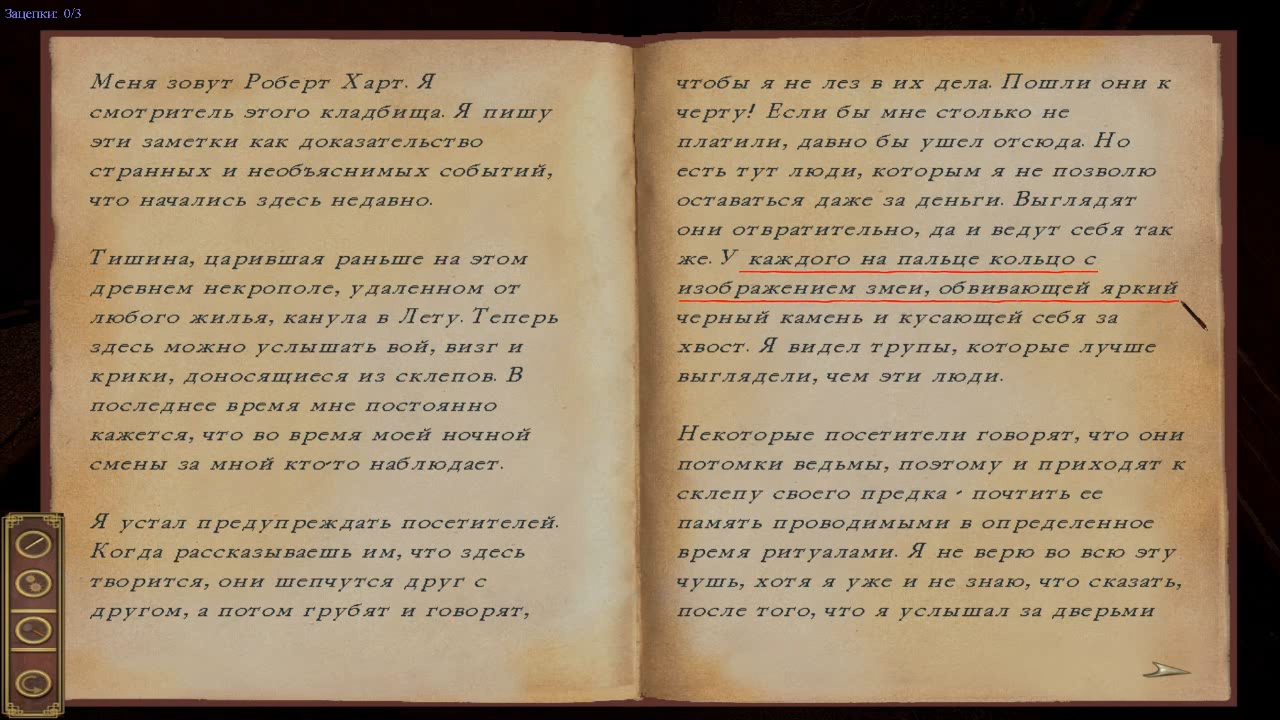 Зацепки: 0/3
Меня зовут Роберт Харт. Я
смотритель этого кладбища. Я пишу
эти заметки как доказательство
странных и необъяснимых событий,
что начались здесь недавно.
Тишина, царившая раньше на этом
древнем некрополе, удаленном от
любого жилья, канула в Лету. Теперь
здесь можно услышать вой, визг и
крики, доносящиеся из склепов. В
последнее время мне постоянно
кажется, что во время моей ночной
смены за мной кто-то наблюдает.
Я устал предупреждать посетителей.
Когда рассказываешь им, что здесь
творится, они шепчутся друг с
другом, а потом грубят и говорят,
чтобы я не лез в их дела. Пошли они к
черту! Если бы мне столько не
платили, давно бы ушел отсюда. Но
есть тут люди, которым я не позволю
оставаться даже за деньги. Выглядят
они отвратительно, да и ведут себя так
же. У каждого на пальце кольцо с
изображением змеи, обвивающей яркий
черный камень и кусающей себя за
хвост. Я видел трупы, которые лучше
выглядели, чем эти люди.
Некоторые посетители говорят, что они
потомки ведьмы, поэтому и приходят к
склепу своего предка - почтить ее
память проводимыми в определенное
время ритуалами. Я не верю во всю эту
чушь, хотя я уже и не знаю, что сказать,
после того, что я услышал за дверьми